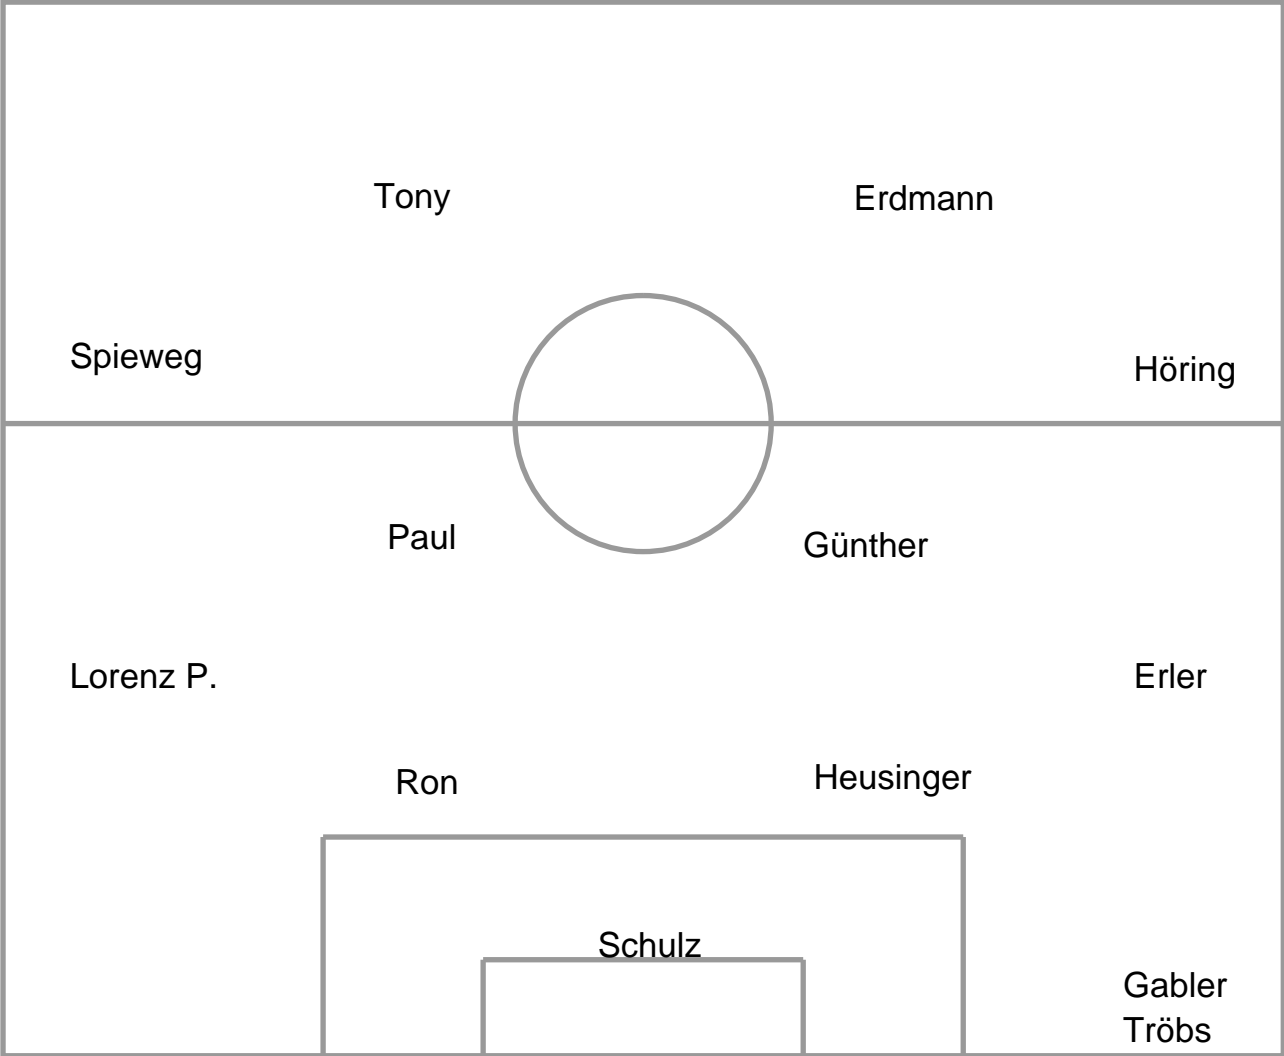 Tony
Erdmann
Spieweg
Höring
Paul
Günther
Lorenz P.
Erler
Ron
Heusinger
Schulz
Gabler
Tröbs